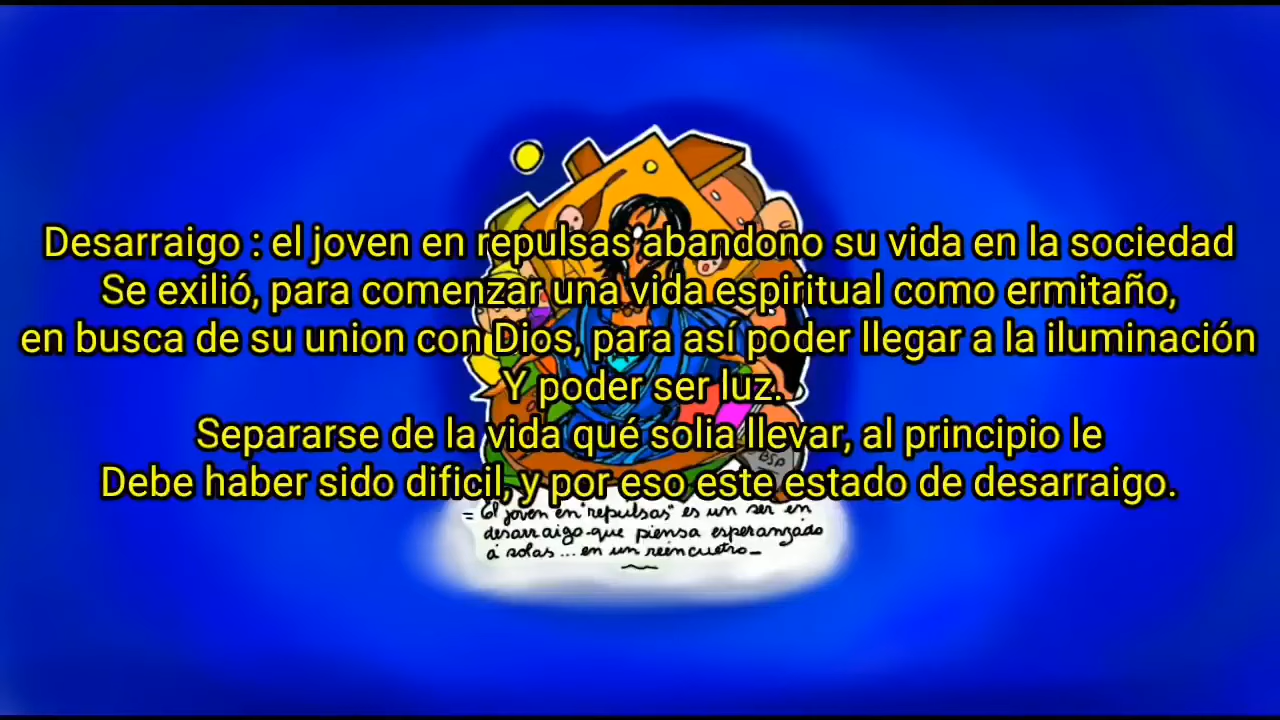 Desarraigo : el joven en repulsas abandono su vida en la sociedad
Se exilió, para comenzar una vida espiritual como ermitaño,
en busca de su union con Dios, para así poder llegar a la iluminación
Y poder ser luz.
Separarse de la vida qué solia llevar, al principio le
Debe haber sido dificil, y por eso este estado de desarraigo.
BSP
= El joven en "repulsas" es un ser en
desarraigo que piensa esperanzado
a solas... en un reencuetro_